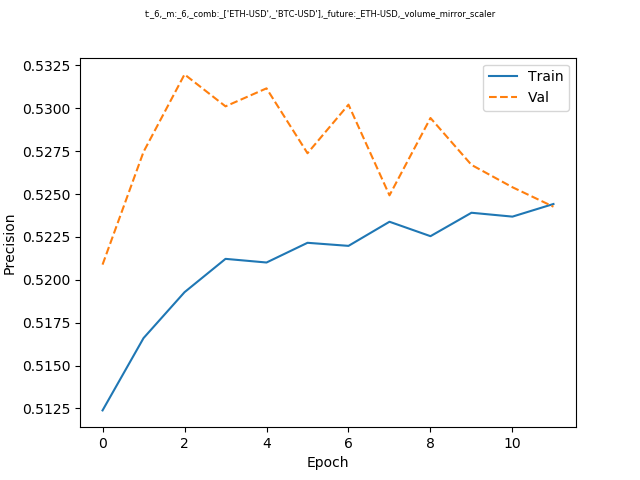 t:_6,_m:_6,_comb:_['ETH-USD',_'BTC-USD'],_future:_ETH-USD,_volume_mirror_scaler
Train
Val
0.5325
0.5300
0.5275
0.5250
0.5225
0.5200
0.5175
0.5150
0.5125
Precision
0 2 4 6 8 10
Epoch